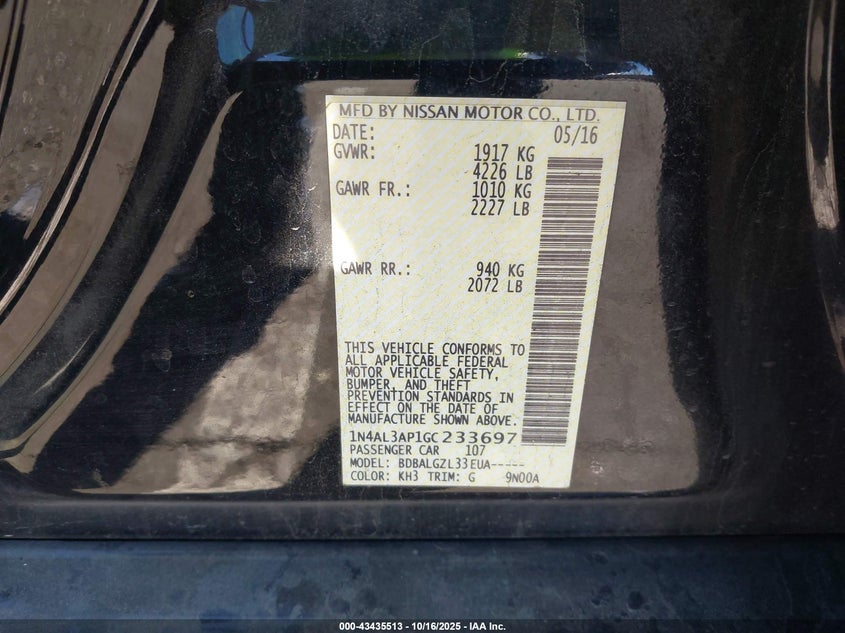 MFD BY NISSAN MOTOR CO., LTD.
DATE: 05/16
GVWR: 1917 KG
4226 LB
GAWR FR.: 1010 KG
2227 LB
GAWR RR.: 940 KG
2072 LB
THIS VEHICLE CONFORMS TO
ALL APPLICABLE FEDERAL
MOTOR VEHICLE SAFETY,
BUMPER, AND THEFT
PREVENTION STANDARDS IN
EFFECT ON THE DATE OF
MANUFACTURE SHOWN ABOVE.
1N4AL3AP1GC233697
PASSENGER CAR 107
MODEL: BDBALGZL33EUA-----
COLOR: KH3 TRIM: G 9N00A
000-43435513 - 10/16/2025 - IAA Inc.